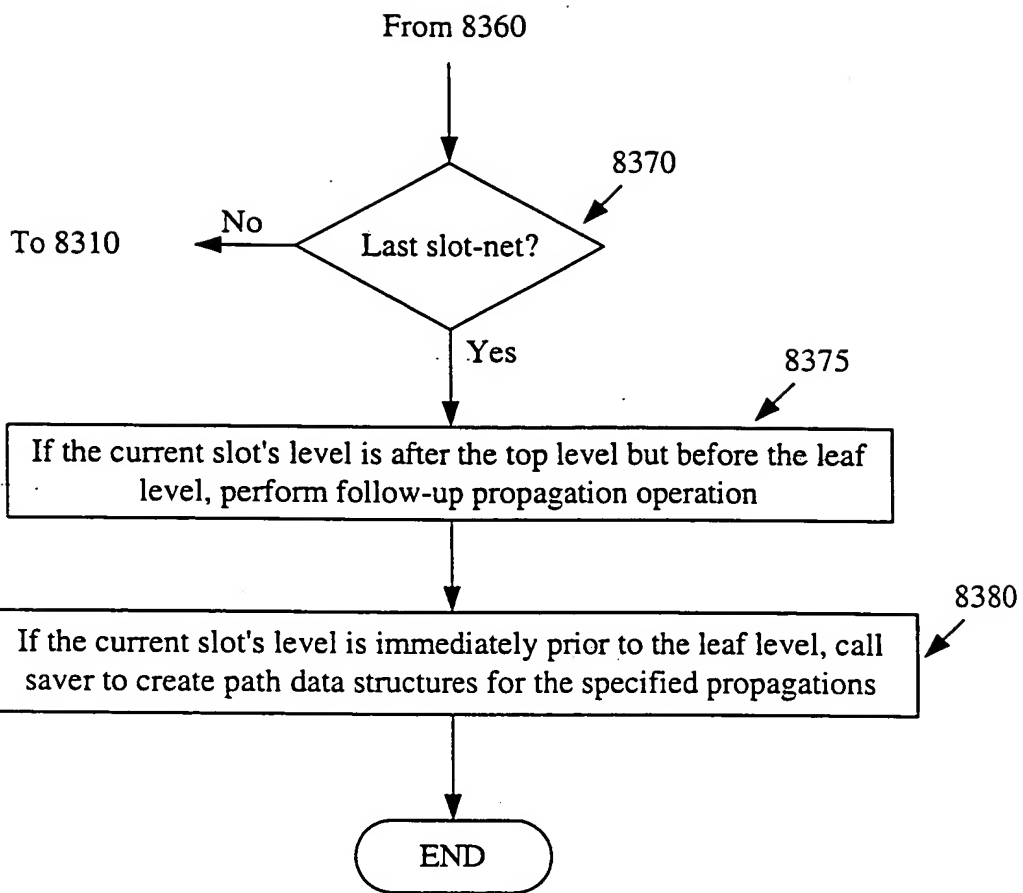 From 8360
8370
No
To 8310
Last slot-net?
Yes
8375
If the current slot's level is after the top level but before the leaf
level, perform follow-up propagation operation
8380
If the current slot's level is immediately prior to the leaf level, call
saver to create path data structures for the specified propagations
END